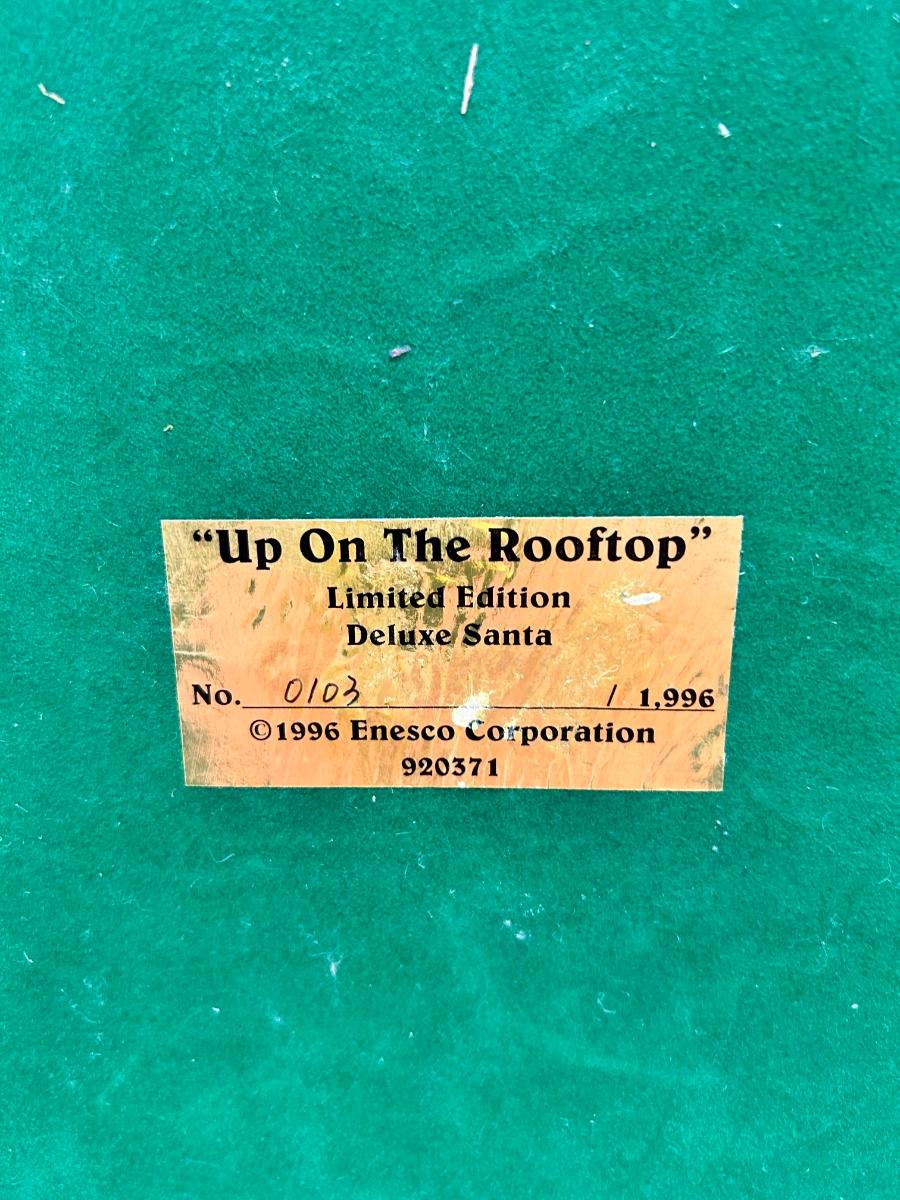 “Up On The Rooftop”
Limited Edition
Deluxe Santa
No. 0103 / 1,996
©1996 Enesco Corporation
920371